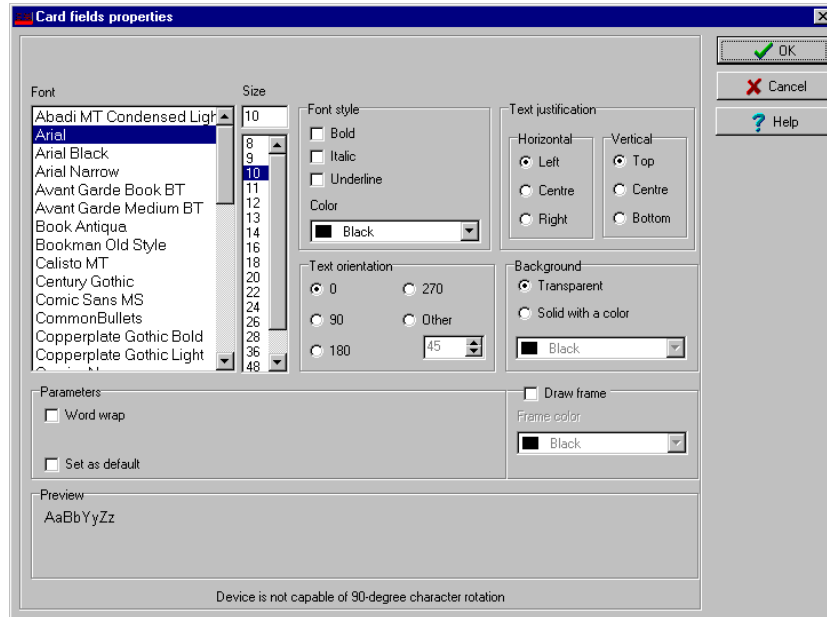 Card fields properties
OK
Cancel
Help
Font
Abadi MT Condensed Ligh
Arial
Arial Black
Arial Narrow
Avant Garde Book BT
Avant Garde Medium BT
Book Antiqua
Bookman Old Style
Calisto MT
Century Gothic
Comic Sans MS
CommonBullets
Copperplate Gothic Bold
Copperplate Gothic Light
Size
10
8
9
10
11
12
13
14
16
18
20
22
24
26
28
36
48
Font style
Bold
Italic
Underline
Color
Black
Text justification
Horizontal
Left
Centre
Right
Vertical
Top
Centre
Bottom
Text orientation
0
90
180
270
Other
45
Background
Transparent
Solid with a color
Black
Parameters
Word wrap
Set as default
Draw frame
Frame color
Black
Preview
AaBbYyZz
Device is not capable of 90-degree character rotation